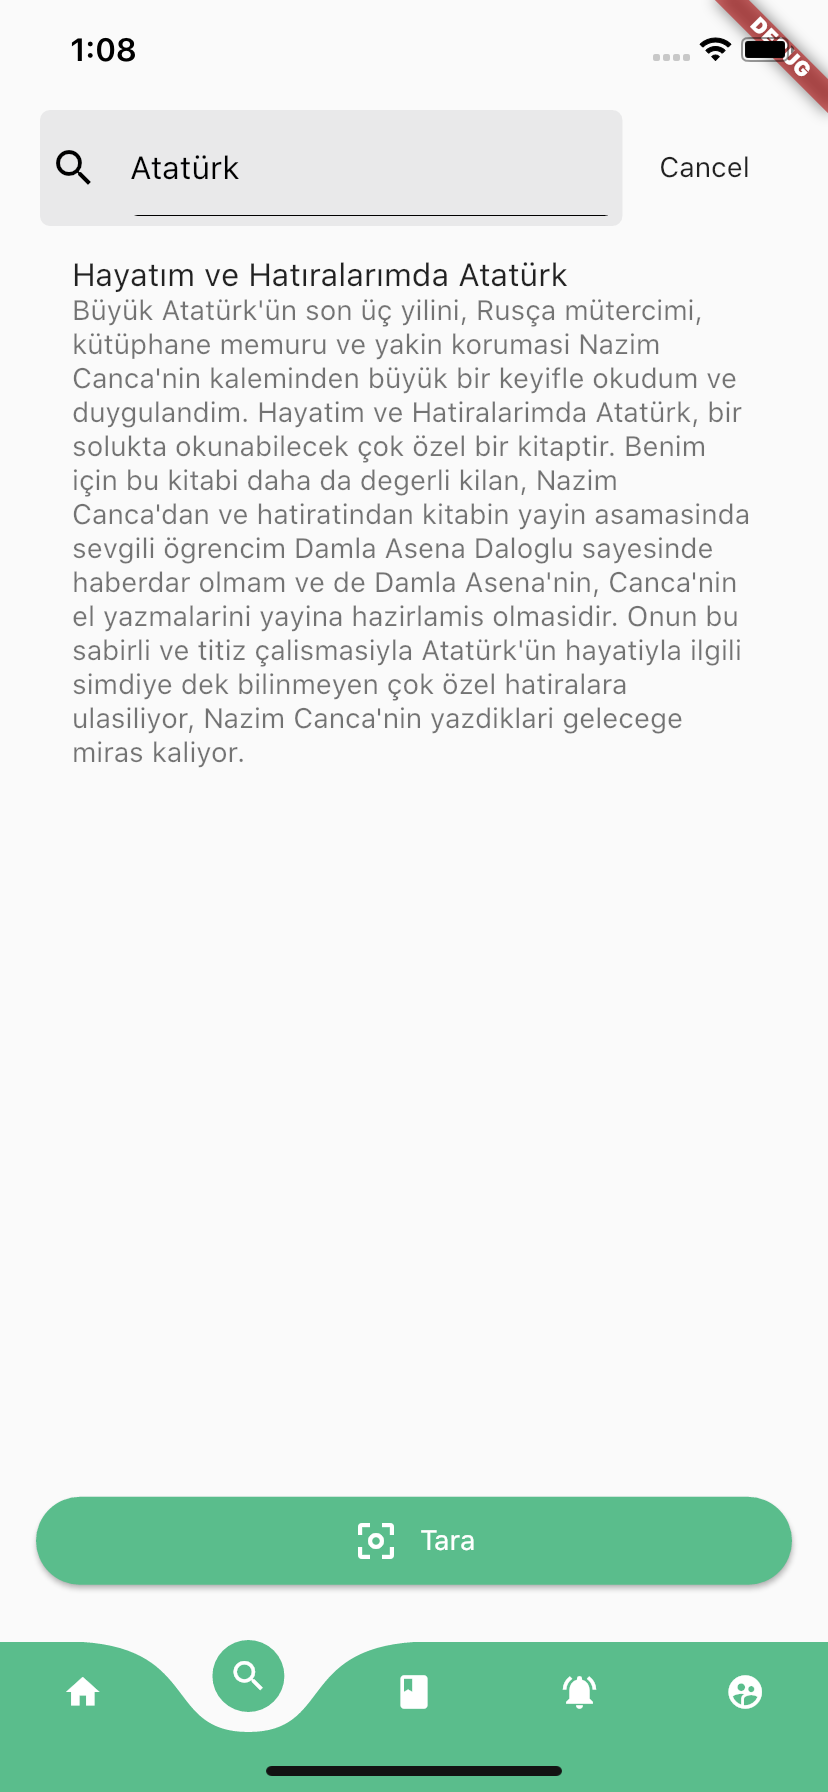 1:08
DEBUG
Atatürk
Cancel
Hayatım ve Hatıralarımda Atatürk
Büyük Atatürk'ün son üç yilini, Rusça mütercimi,
kütüphane memuru ve yakin korumasi Nazim
Canca'nin kaleminden büyük bir keyifle okudum ve
duygulandim. Hayatim ve Hatiralarimda Atatürk, bir
solukta okunabilecek çok özel bir kitaptir. Benim
için bu kitabi daha da degerli kilan, Nazim
Canca'dan ve hatiratindan kitabin yayin asamasinda
sevgili ögrencim Damla Asena Daloglu sayesinde
haberdar olmam ve de Damla Asena'nin, Canca'nin
el yazmalarini yayina hazirlamis olmasidir. Onun bu
sabirli ve titiz çalismasiyla Atatürk'ün hayatiyla ilgili
simdiye dek bilinmeyen çok özel hatiralara
ulasiliyor, Nazim Canca'nin yazdiklari gelecege
miras kaliyor.
Tara